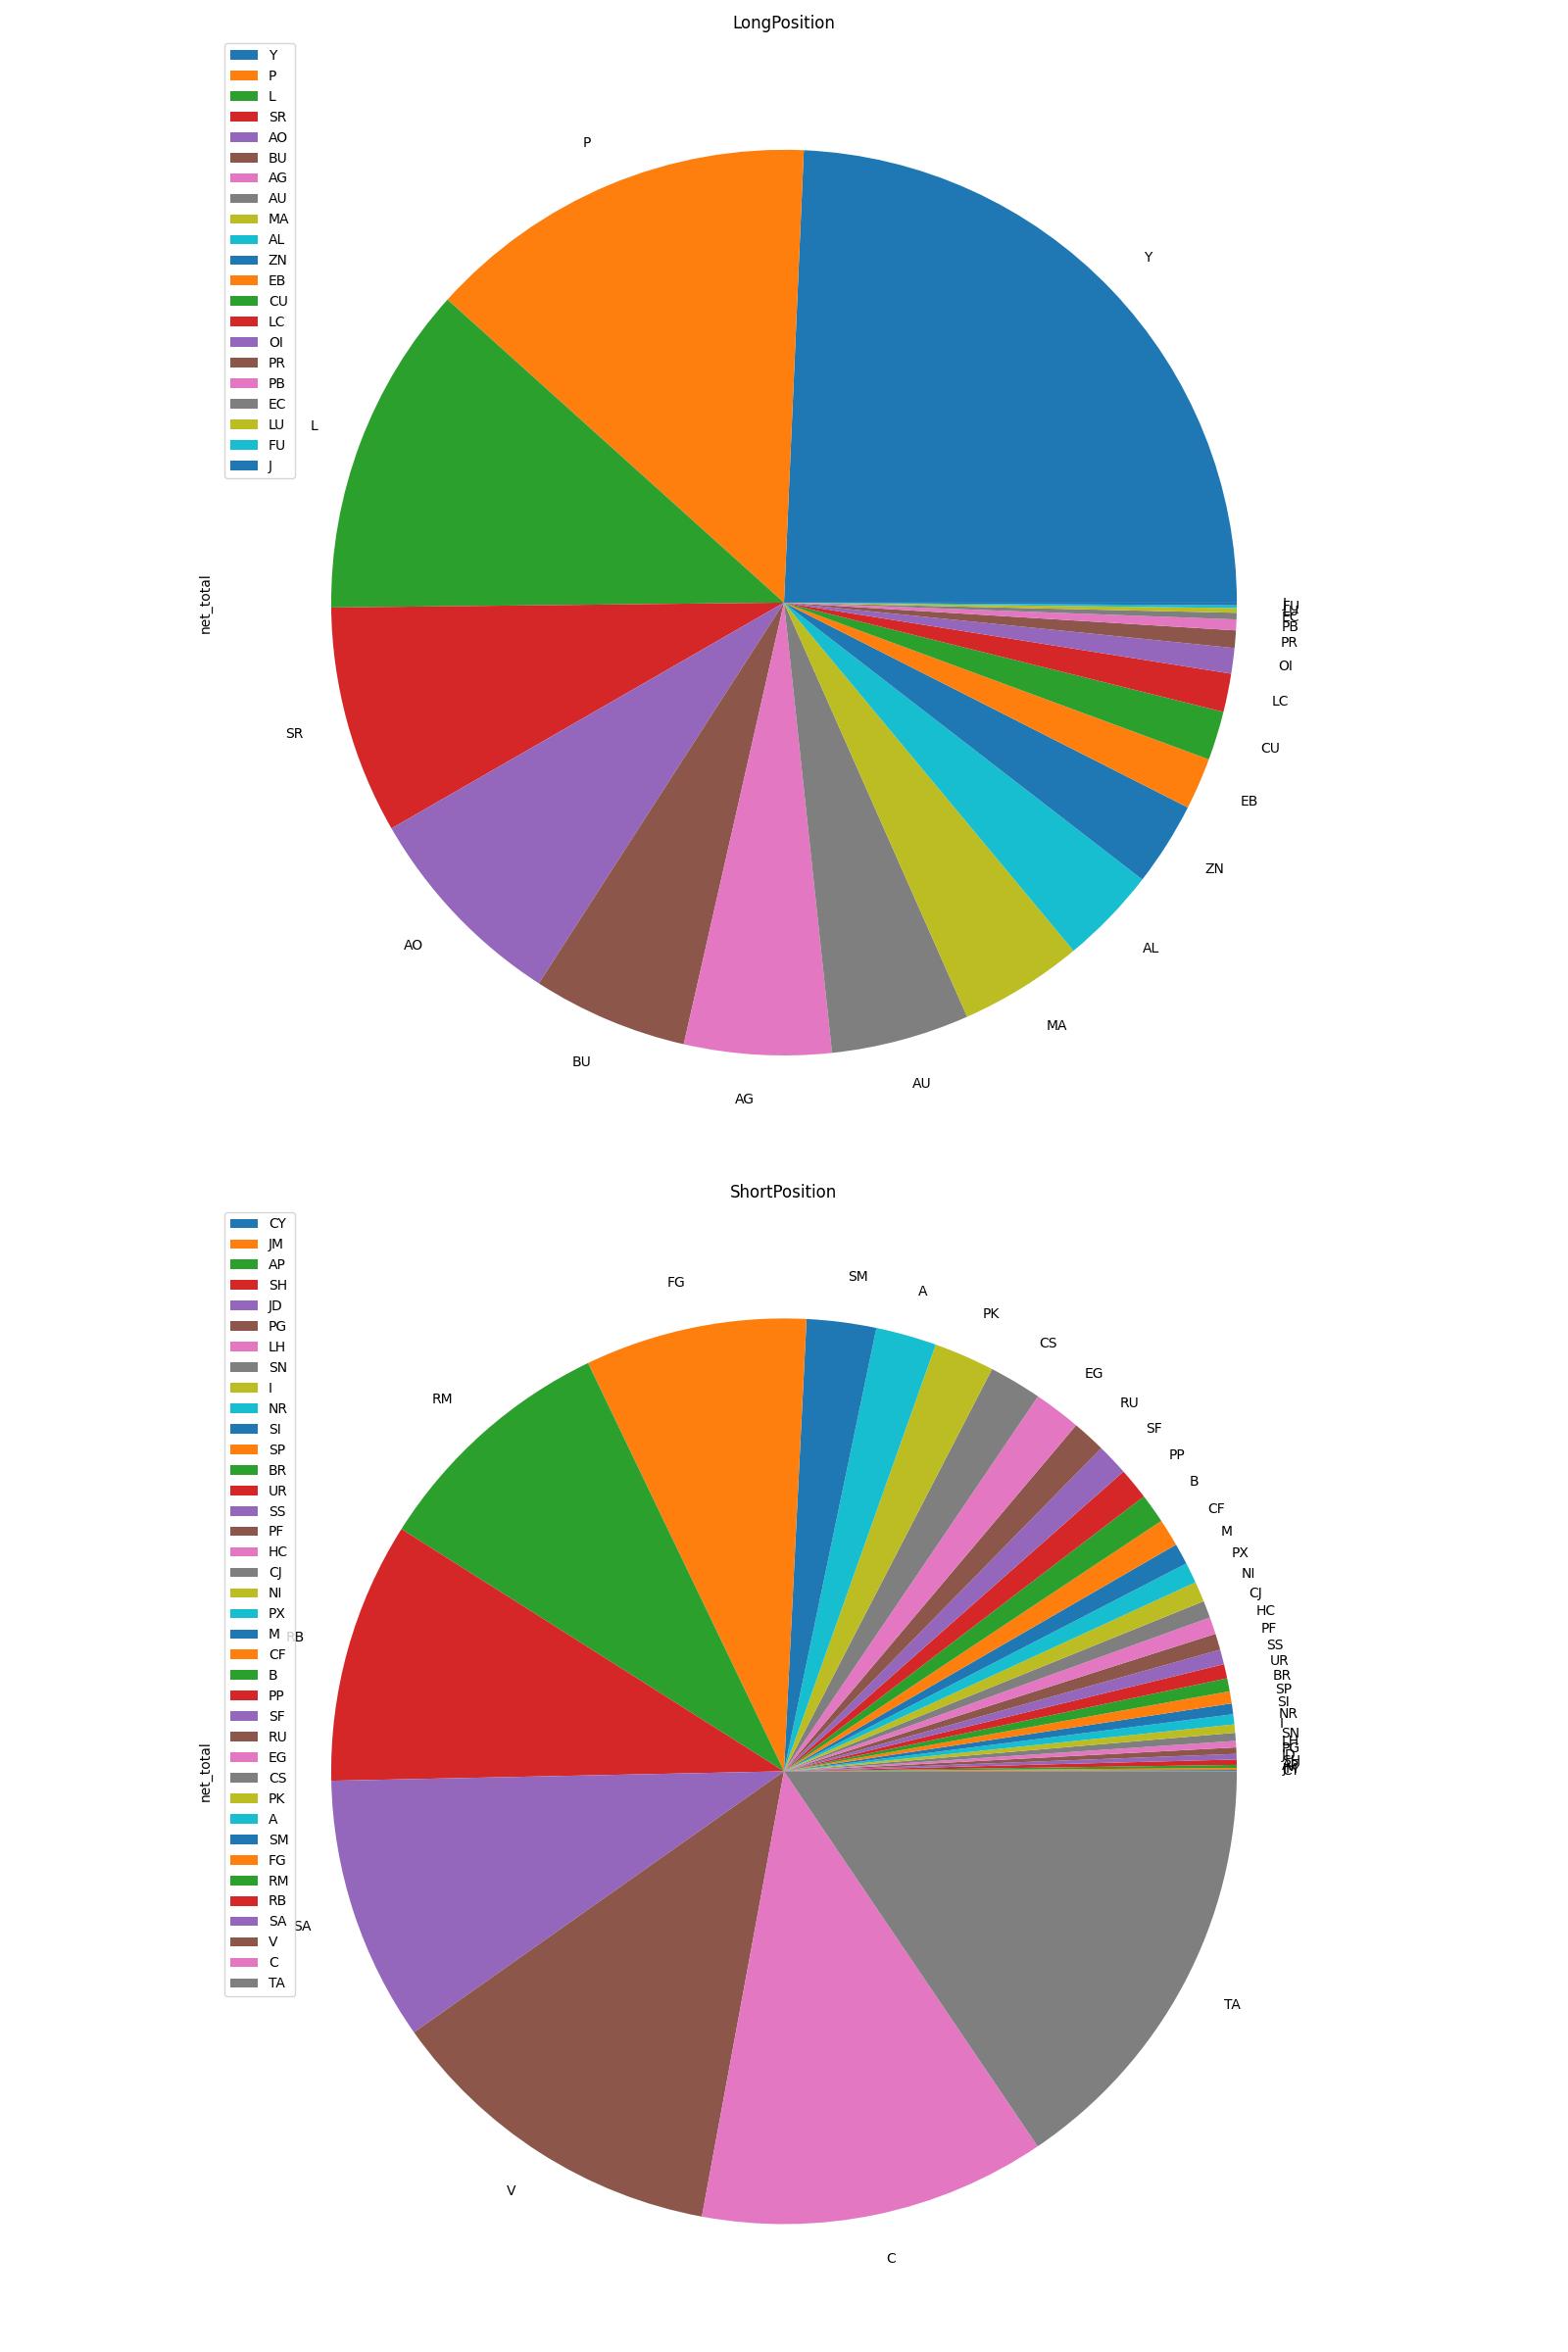 LongPosition
Y
P
L
SR
AO
BU
AG
AU
MA
AL
ZN
EB
CU
LC
OI
PR
PB
EC
LU
FU
J
net_total
P
Y
L
SR
AO
BU
AG
AU
MA
AL
ZN
EB
CU
LC
OI
PR
PB
FU
ShortPosition
CY
JM
AP
SH
JD
PG
LH
SN
I
NR
SI
SP
BR
UR
SS
PF
HC
CJ
NI
PX
M
CF
B
PP
SF
RU
EG
CS
PK
A
SM
FG
RM
RB
SA
V
C
TA
net_total
FG
SM
A
PK
CS
EG
RU
SF
PP
B
CF
M
PX
NI
CJ
HC
PF
SS
UR
BR
SP
SI
NR
I
SN
CY
RM
RB
SA
V
C
TA